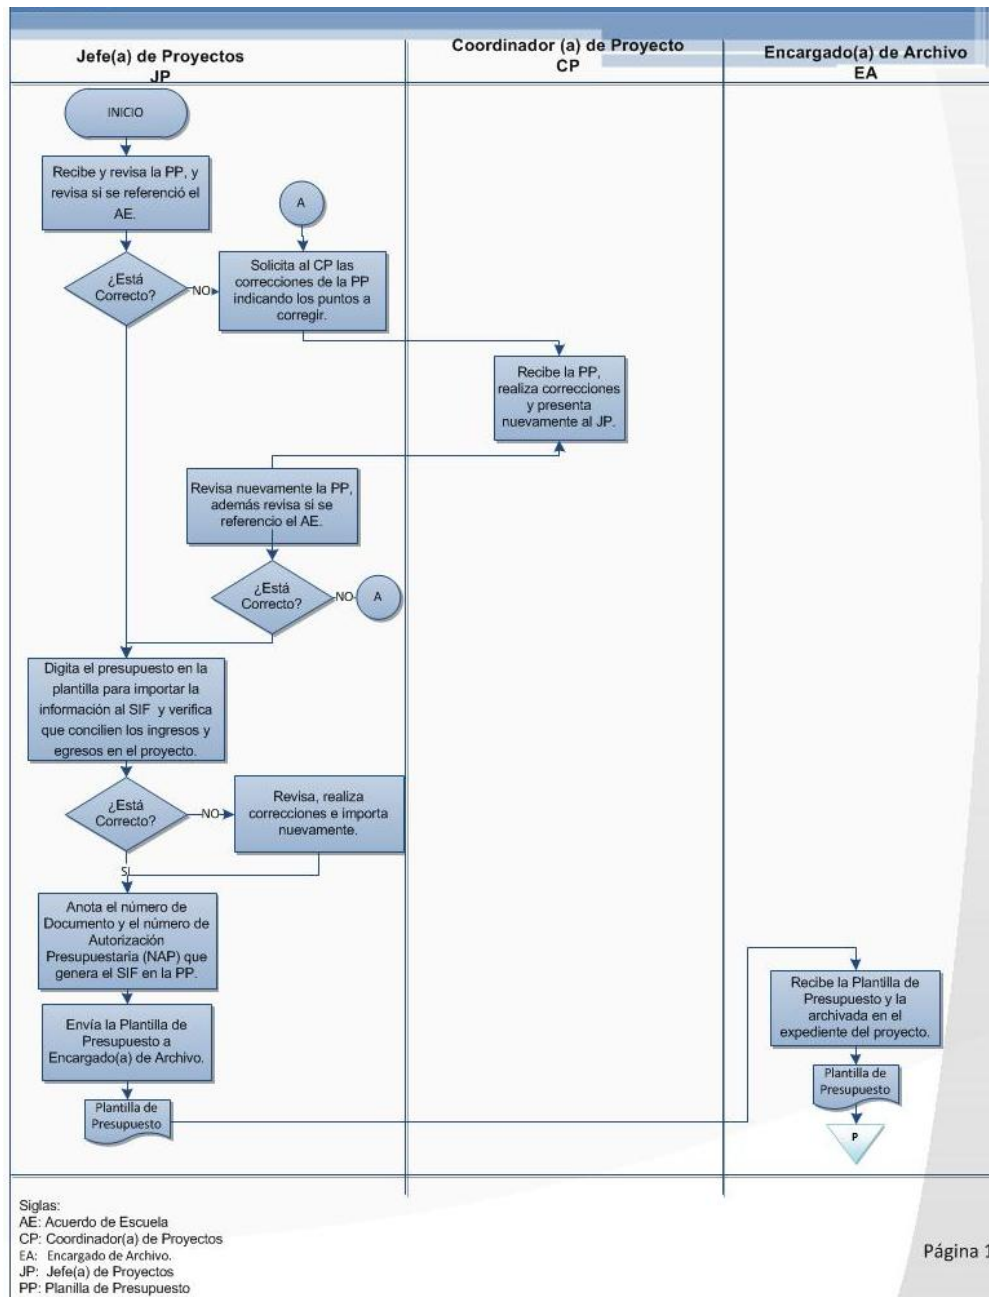 Jefe(a) de Proyectos
JP
Coordinador (a) de Proyecto
CP
Encargado(a) de Archivo
EA
INICIO
Recibe y revisa la PP, y
revisa si se referenció el
AE.
A
¿Está
Correcto?
NO
Solicita al CP las
correcciones de la PP
indicando los puntos a
corregir.
Recibe la PP,
realiza correcciones
y presenta
nuevamente al JP.
Revisa nuevamente la PP,
además revisa si se
referencio el AE.
¿Está
Correcto?
NO
A
Digita el presupuesto en la
plantilla para importar la
información al SIF y verifica
que concilien los ingresos y
egresos en el proyecto.
¿Está
Correcto?
NO
Revisa, realiza
correcciones e importa
nuevamente.
SI
Anota el número de
Documento y el número de
Autorización
Presupuestaria (NAP) que
genera el SIF en la PP.
Envía la Plantilla de
Presupuesto a
Encargado(a) de Archivo.
Plantilla de
Presupuesto
Recibe la Plantilla de
Presupuesto y la
archivada en el
expediente del proyecto.
Plantilla de
Presupuesto
P
Siglas:
AE: Acuerdo de Escuela
CP: Coordinador(a) de Proyectos
EA: Encargado de Archivo.
JP: Jefe(a) de Proyectos
PP: Planilla de Presupuesto
Página 1